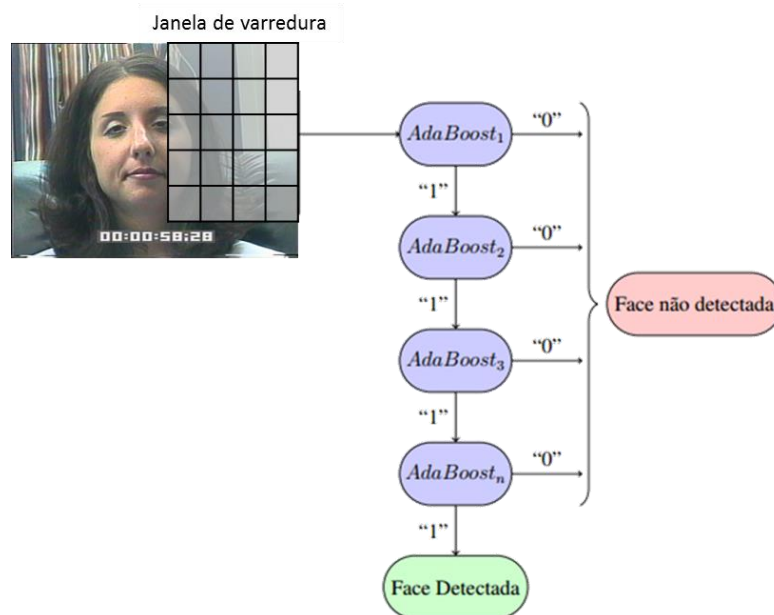 Janela de varredura
00:00:58;28
AdaBoost₁
"0"
"1"
AdaBoost₂
"0"
"1"
AdaBoost₃
"0"
"1"
AdaBoostₙ
"0"
"1"
Face não detectada
Face Detectada